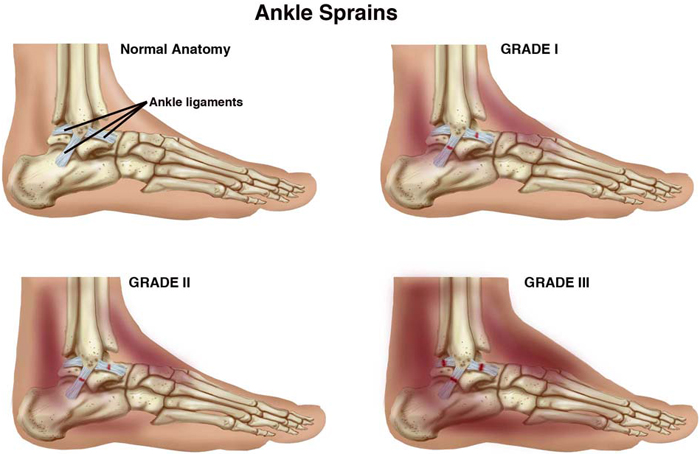 Ankle Sprains
Normal Anatomy
GRADE I
Ankle ligaments
GRADE II
GRADE III